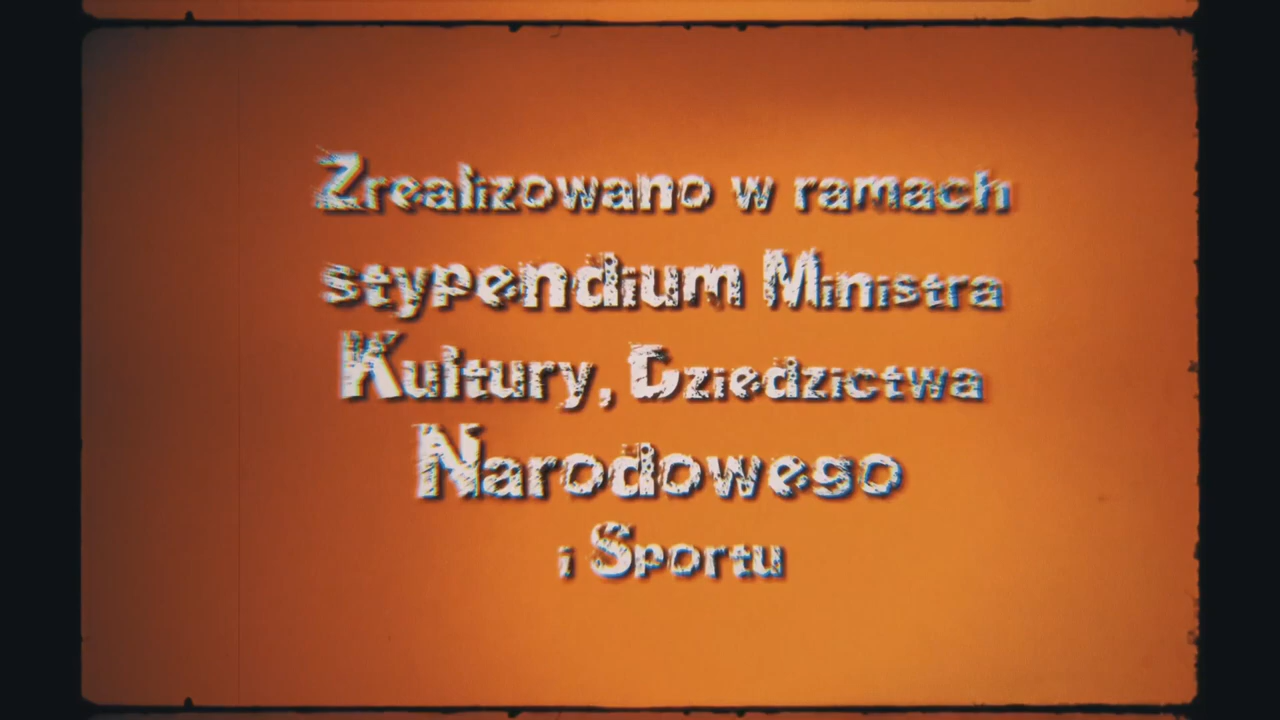 Zrealizowano w ramach
stypendium Ministra
Kultury, Dziedzictwa
Narodowego
i Sportu